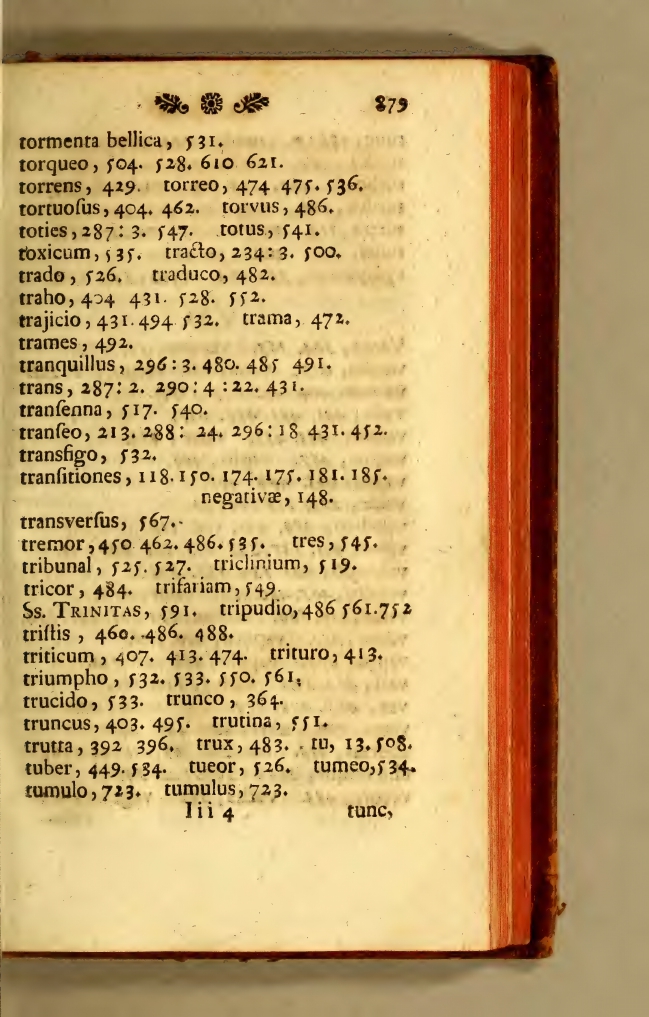 879
tormenta bellica, 531.
torqueo, 504. 528. 610 621.
torrens, 429. torreo, 474 475. 536.
tortuoſus, 404. 462. torvus, 486.
toties, 287: 3. 547. totus, 541.
toxicum, 535. tracto, 234: 3. 500.
trado, 526. traduco, 482.
traho, 404 431. 528. 552.
trajicio, 431. 494 532. trama, 472.
trames, 492.
tranquillus, 296: 3. 480. 485 491.
trans, 287: 2. 290: 4 : 22. 431.
tranſenna, 517. 540.
tranſeo, 213. 288: 24. 296: 18 431. 452.
transfigo, 532.
tranſitiones, 118. 150. 174. 175. 181. 185.
negativæ, 148.
transverſus, 567.
tremor, 450 462. 486. 535. tres, 545.
tribunal, 525. 527. triclinium, 519.
tricor, 484. trifariam, 549.
Ss. TRINITAS, 591. tripudio, 486 561. 752
triſtis , 460. 486. 488.
triticum, 407. 413. 474. trituro, 413.
triumpho, 532. 533. 550. 561.
trucido, 533. trunco, 364.
truncus, 403. 495. trutina, 551.
trutta, 392 396. trux, 483. tu, 13. 508.
tuber, 449. 534. tueor, 526. tumeo, 534.
tumulo, 723. tumulus, 723.
Iii 4 tunc,